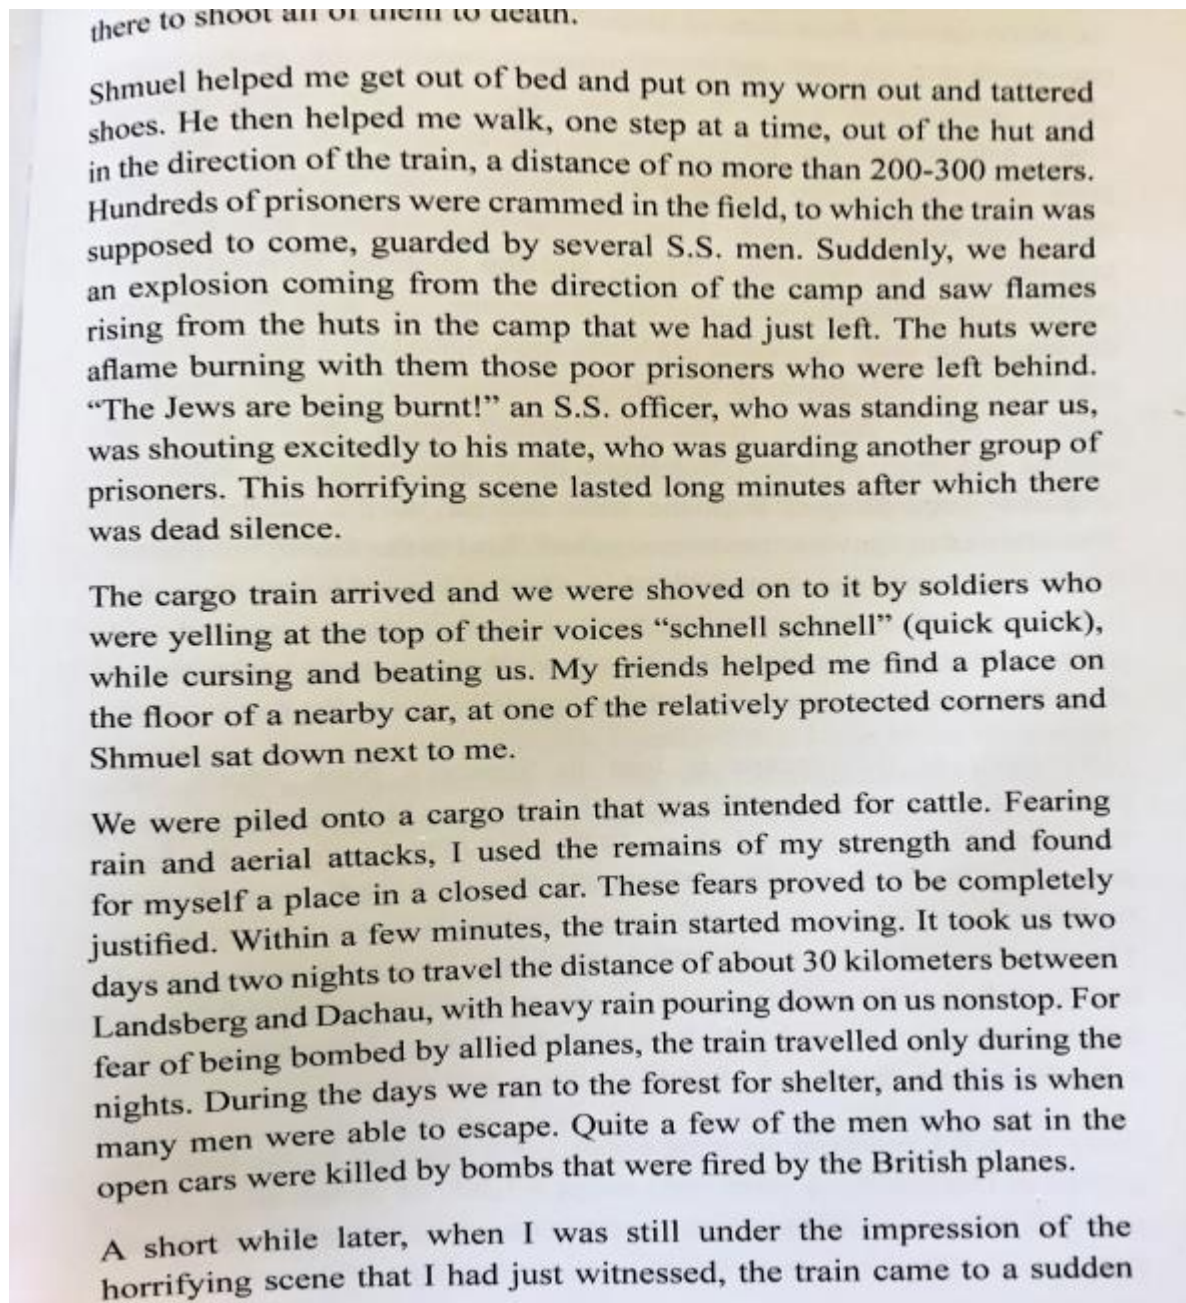 there to shoot all of them to death.
Shmuel helped me get out of bed and put on my worn out and tattered
shoes. He then helped me walk, one step at a time, out of the hut and
in the direction of the train, a distance of no more than 200-300 meters.
Hundreds of prisoners were crammed in the field, to which the train was
supposed to come, guarded by several S.S. men. Suddenly, we heard
an explosion coming from the direction of the camp and saw flames
rising from the huts in the camp that we had just left. The huts were
aflame burning with them those poor prisoners who were left behind.
“The Jews are being burnt!” an S.S. officer, who was standing near us,
was shouting excitedly to his mate, who was guarding another group of
prisoners. This horrifying scene lasted long minutes after which there
was dead silence.
The cargo train arrived and we were shoved on to it by soldiers who
were yelling at the top of their voices “schnell schnell” (quick quick),
while cursing and beating us. My friends helped me find a place on
the floor of a nearby car, at one of the relatively protected corners and
Shmuel sat down next to me.
We were piled onto a cargo train that was intended for cattle. Fearing
rain and aerial attacks, I used the remains of my strength and found
for myself a place in a closed car. These fears proved to be completely
justified. Within a few minutes, the train started moving. It took us two
days and two nights to travel the distance of about 30 kilometers between
Landsberg and Dachau, with heavy rain pouring down on us nonstop. For
fear of being bombed by allied planes, the train travelled only during the
nights. During the days we ran to the forest for shelter, and this is when
many men were able to escape. Quite a few of the men who sat in the
open cars were killed by bombs that were fired by the British planes.
A short while later, when I was still under the impression of the
horrifying scene that I had just witnessed, the train came to a sudden